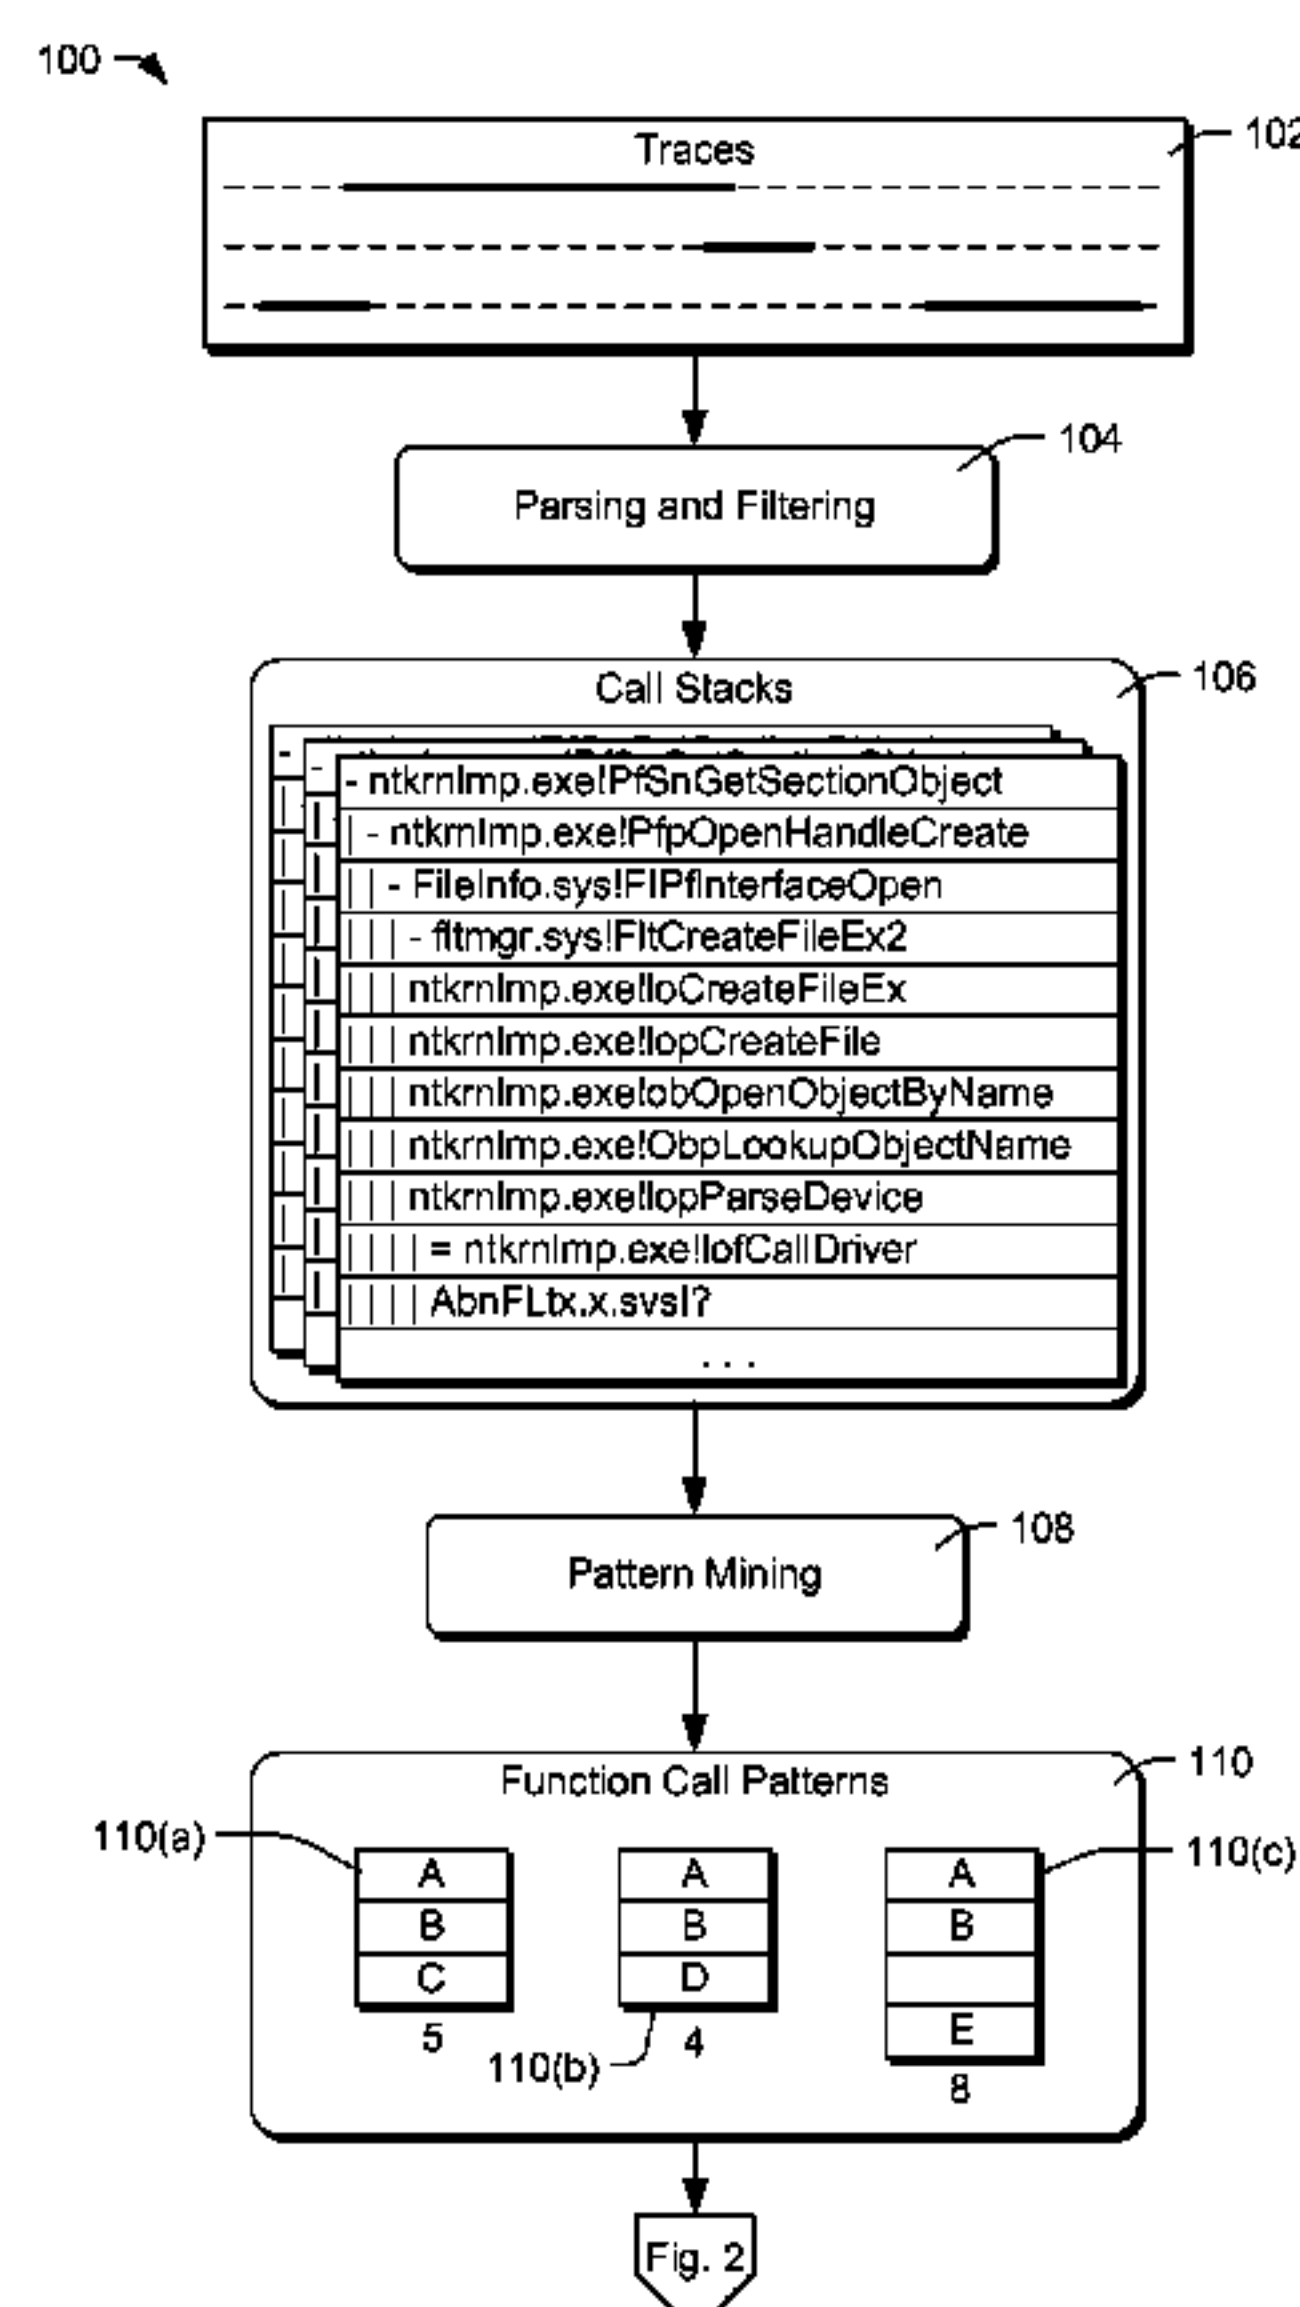 100
Traces
102
104
Parsing and Filtering
Call Stacks
106
- ntkrnlmp.exe!PfSnGetSectionObject
| - ntkrnlmp.exe!PfpOpenHandleCreate
| | - FileInfo.sys!FIPfInterfaceOpen
| | | - fltmgr.sys!FltCreateFileEx2
| | | ntkrnlmp.exe!IoCreateFileEx
| | | ntkrnlmp.exe!IopCreateFile
| | | ntkrnlmp.exe!obOpenObjectByName
| | | ntkrnlmp.exe!ObpLookupObjectName
| | | ntkrnlmp.exe!IopParseDevice
| | | | = ntkrnlmp.exe!IofCallDriver
| | | | AbnFLtx.x.svsl?
. . .
108
Pattern Mining
110
Function Call Patterns
110(a)
110(c)
A A A
B B B
C D
E
5 4
110(b)
8
Fig. 2